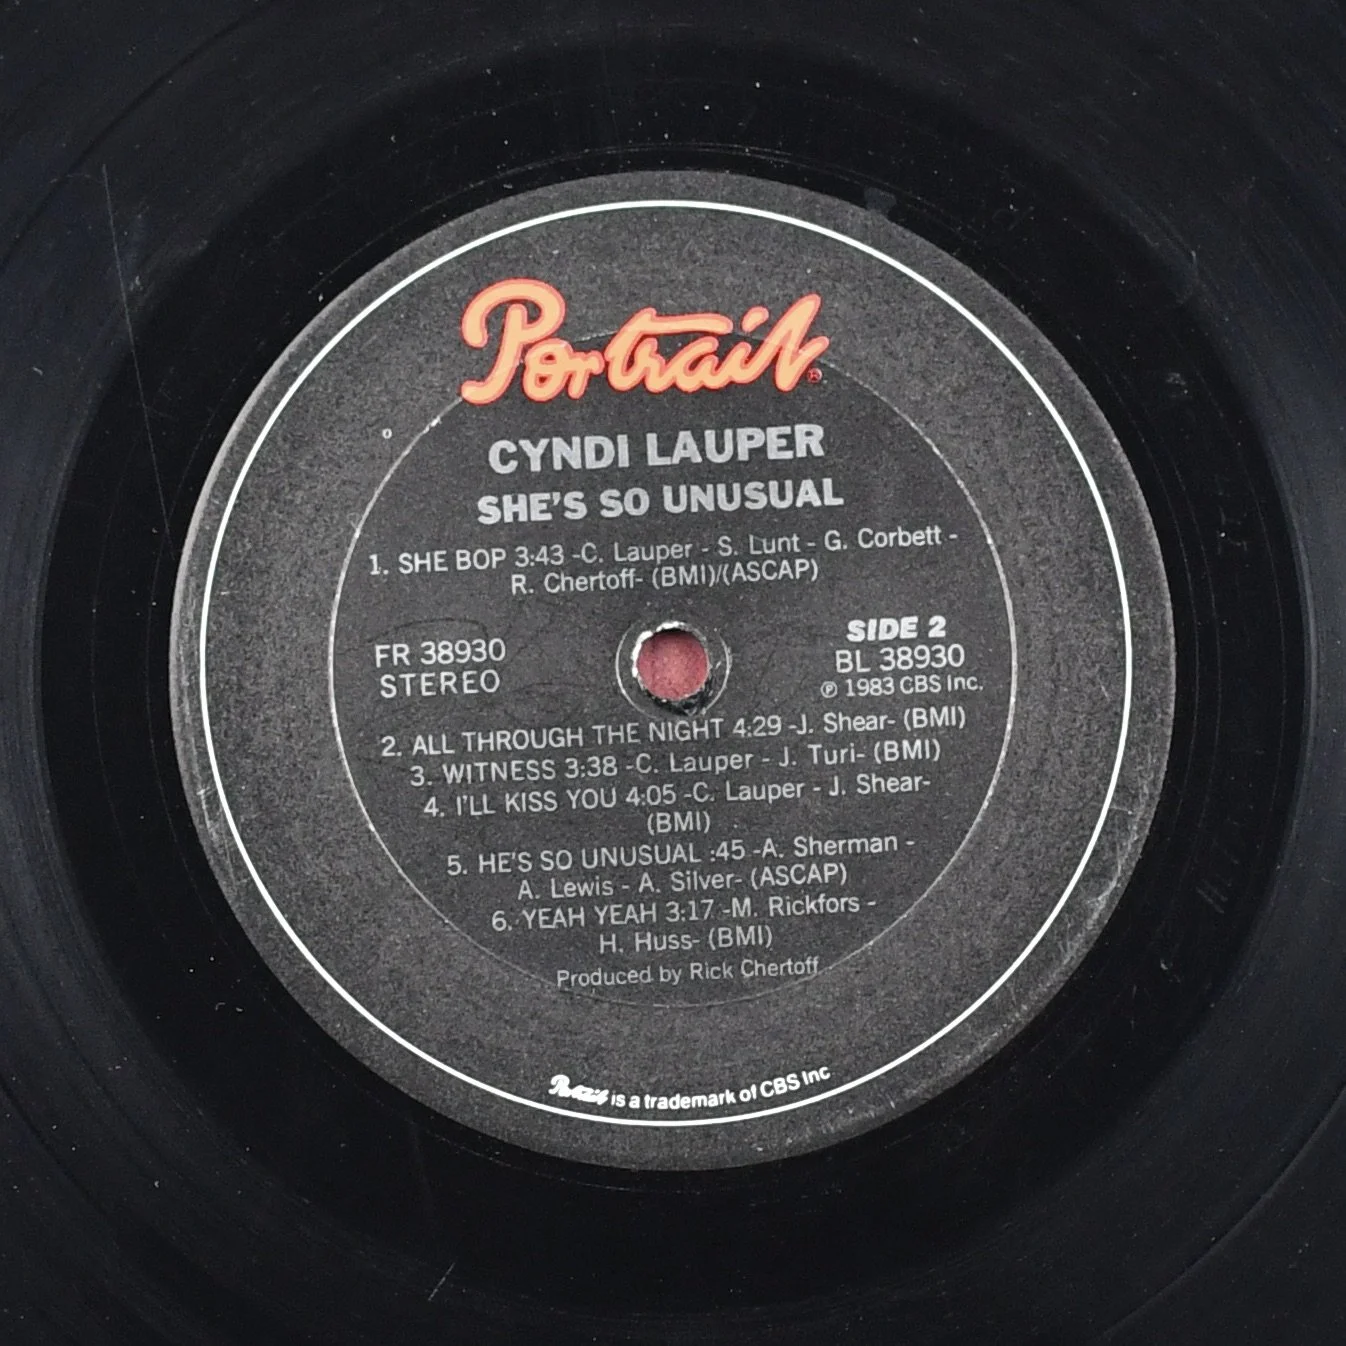 Portrait®
CYNDI LAUPER
SHE'S SO UNUSUAL
1. SHE BOP 3:43 -C. Lauper - S. Lunt - G. Corbett -
R. Chertoff- (BMI)/(ASCAP)
FR 38930
STEREO
SIDE 2
BL 38930
℗ 1983 CBS Inc.
2. ALL THROUGH THE NIGHT 4:29 -J. Shear- (BMI)
3. WITNESS 3:38 -C. Lauper - J. Turi- (BMI)
4. I'LL KISS YOU 4:05 -C. Lauper - J. Shear-
(BMI)
5. HE'S SO UNUSUAL :45 -A. Sherman -
A. Lewis - A. Silver- (ASCAP)
6. YEAH YEAH 3:17 -M. Rickfors -
H. Huss- (BMI)
Produced by Rick Chertoff
Portrait is a trademark of CBS Inc